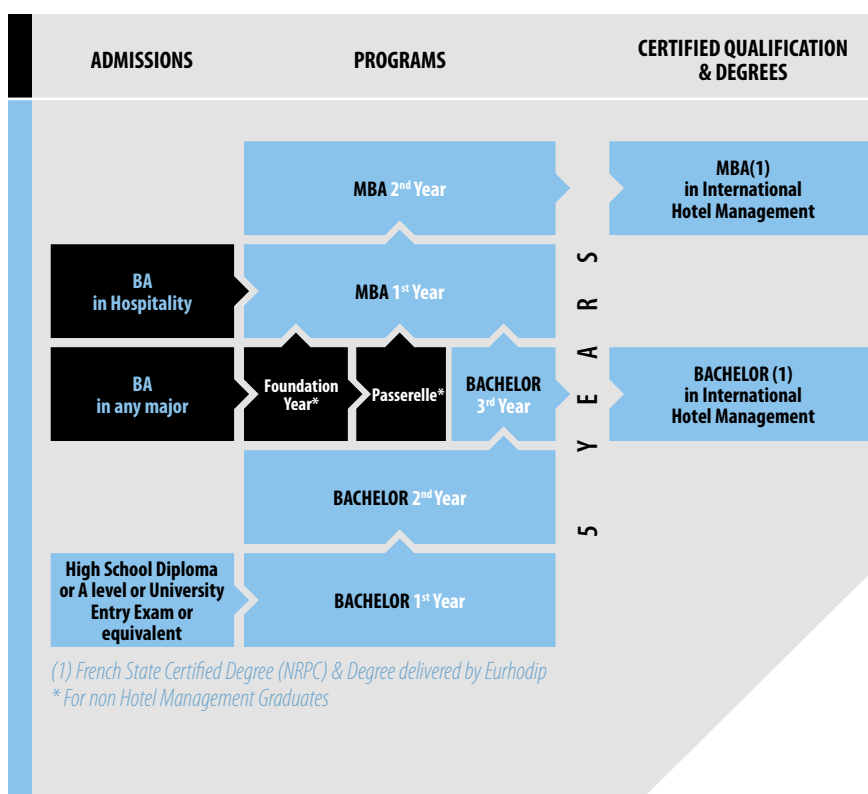 ADMISSIONS
PROGRAMS
CERTIFIED QUALIFICATION
& DEGREES
MBA 2nd Year
MBA(1)
in International
Hotel Management
BA
in Hospitality
MBA 1st Year
BA
in any major
Foundation
Year*
Passerelle*
BACHELOR
3rd Year
BACHELOR (1)
in International
Hotel Management
5 YEARS
BACHELOR 2nd Year
High School Diploma
or A level or University
Entry Exam or
equivalent
BACHELOR 1st Year
(1) French State Certified Degree (NRPC) & Degree delivered by Eurhodip
* For non Hotel Management Graduates